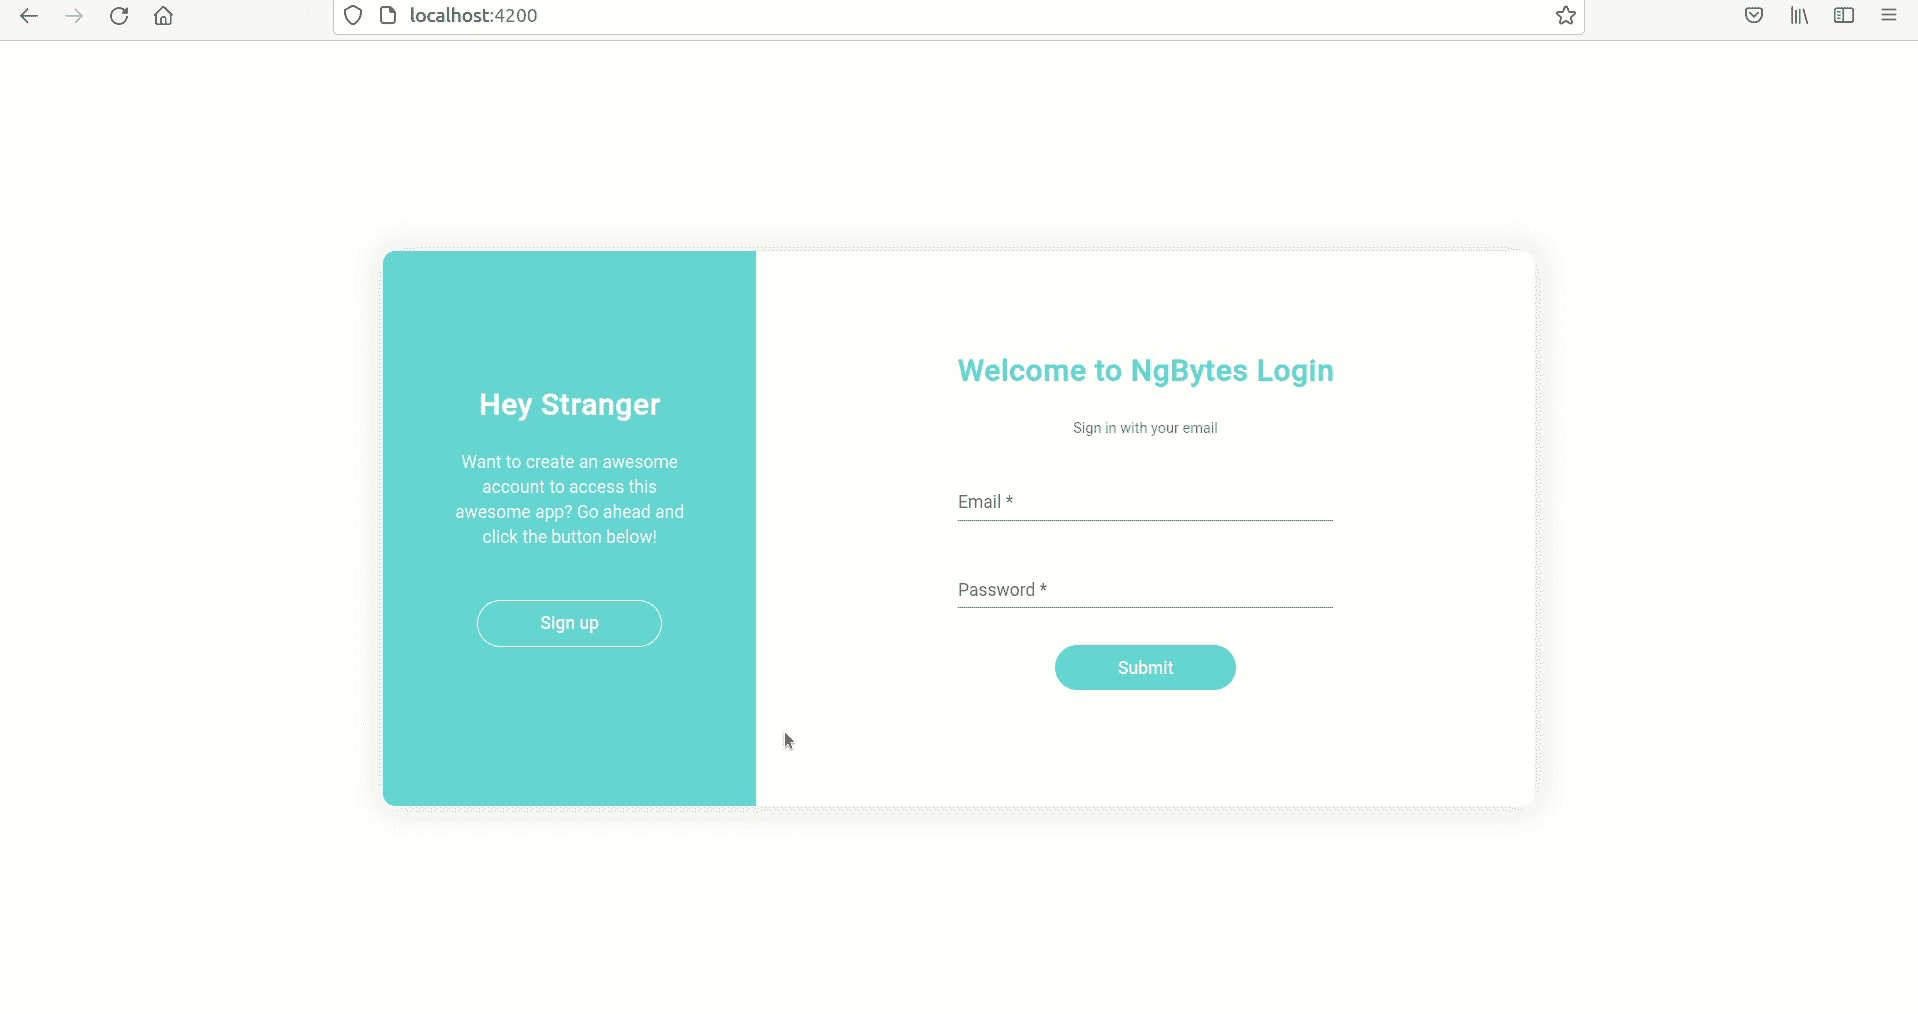 localhost:4200
Hey Stranger
Want to create an awesome
account to access this
awesome app? Go ahead and
click the button below!
Sign up
Welcome to NgBytes Login
Sign in with your email
Email *
Password *
Submit